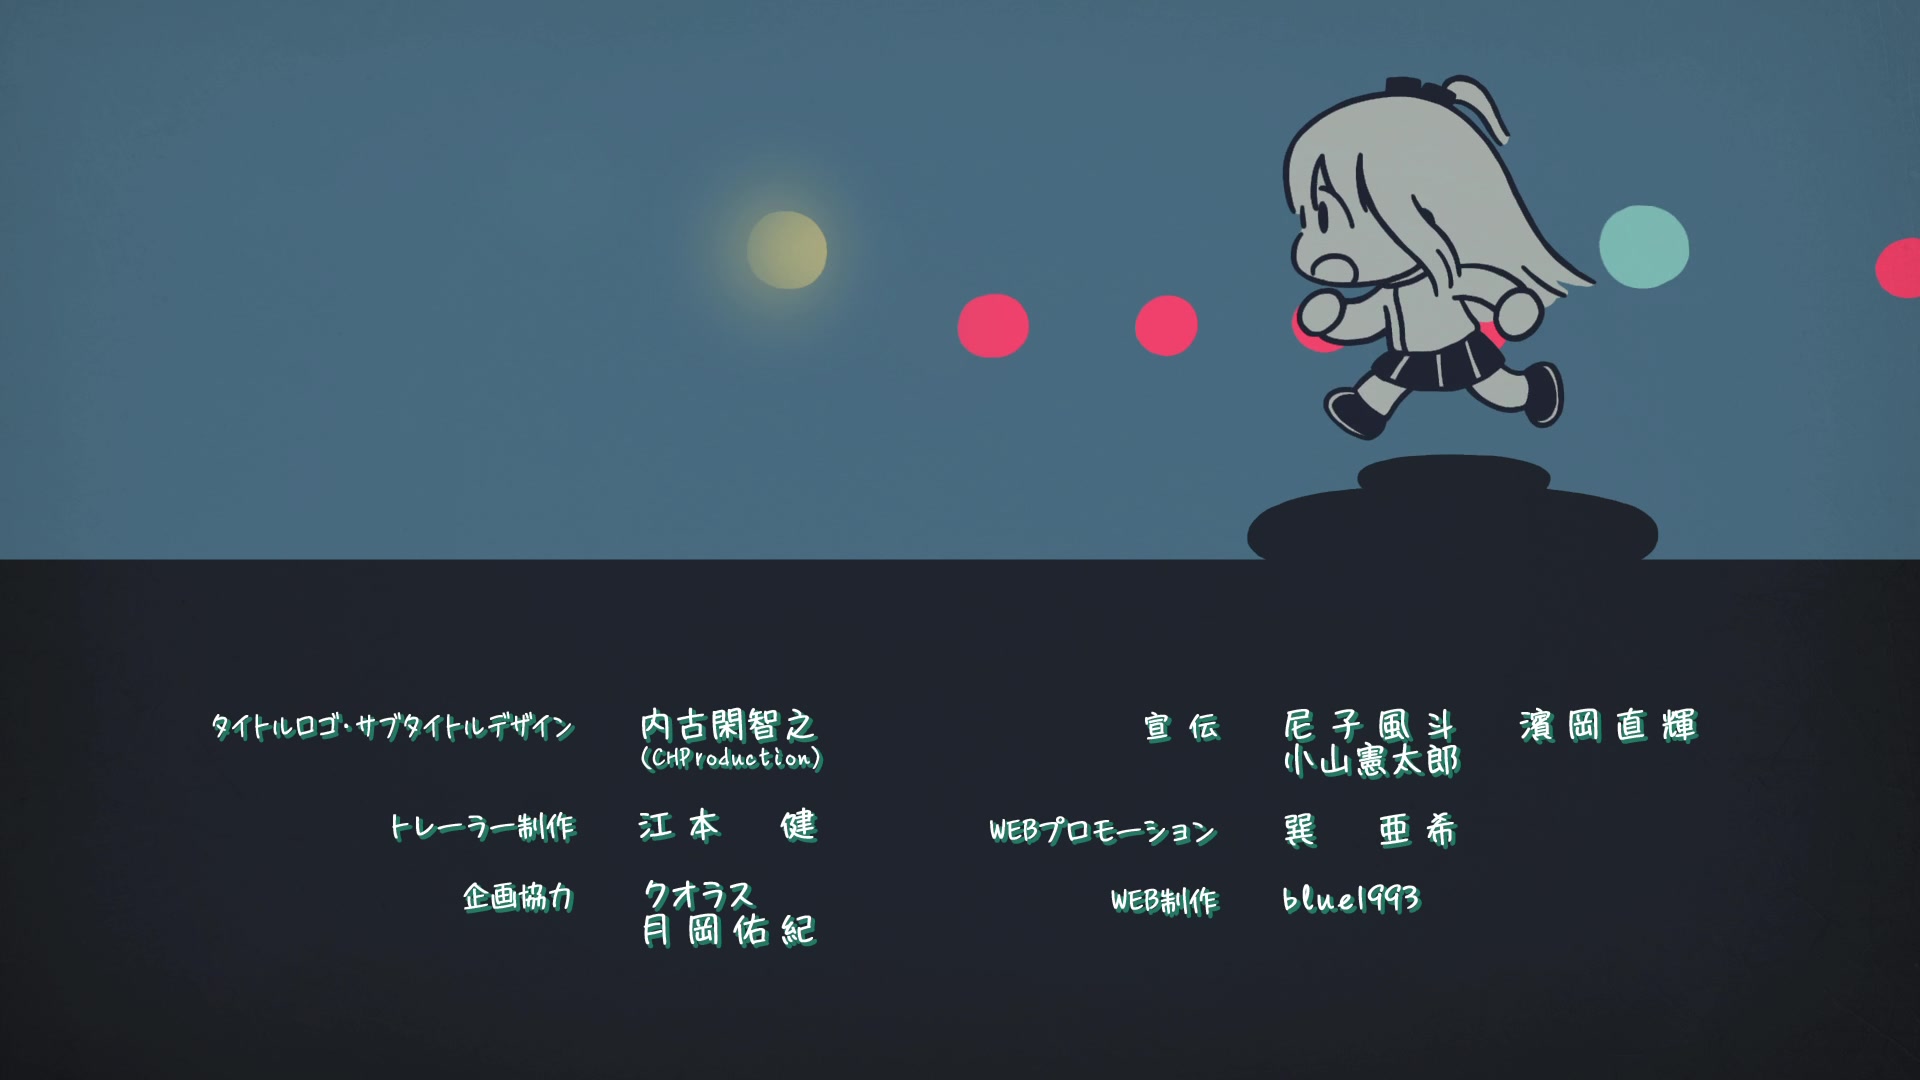 タイトルロゴ・サブタイトルデザイン 内古閑智之
(CHProduction)
トレーラー制作 江本 健
企画協力 クオラス
月岡佑紀
宣伝 尼子風斗 濱岡直輝
小山憲太郎
WEBプロモーション 巽 亜希
WEB制作 blue1993